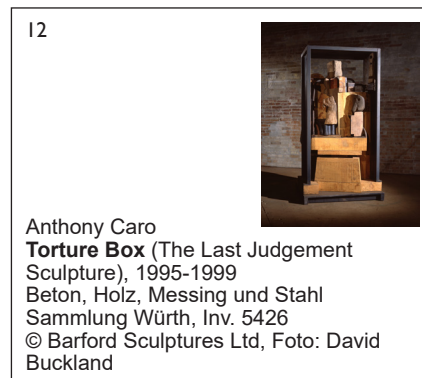 12
Anthony Caro
Torture Box (The Last Judgement
Sculpture), 1995-1999
Beton, Holz, Messing und Stahl
Sammlung Würth, Inv. 5426
© Barford Sculptures Ltd, Foto: David
Buckland